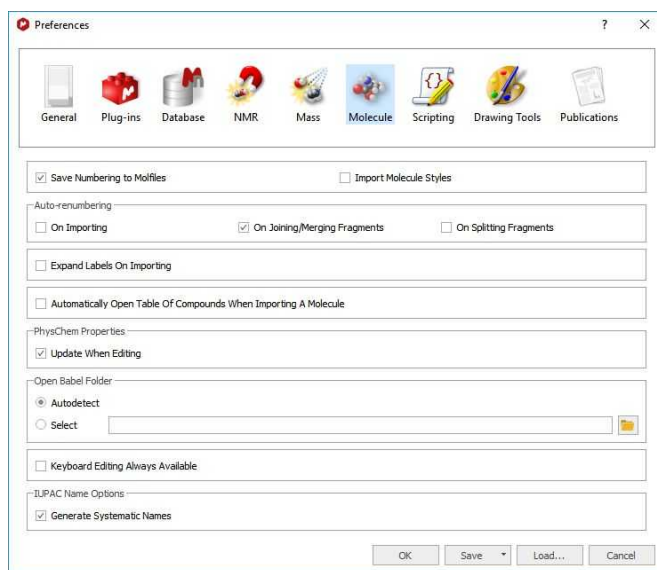 Preferences
?
General Plug-ins Database NMR Mass Molecule Scripting Drawing Tools Publications
Save Numbering to Molfiles Import Molecule Styles
Auto-renumbering
On Importing On Joining/Merging Fragments On Splitting Fragments
Expand Labels On Importing
Automatically Open Table Of Compounds When Importing A Molecule
PhysChem Properties
Update When Editing
Open Babel Folder
Autodetect
Select
Keyboard Editing Always Available
IUPAC Name Options
Generate Systematic Names
OK Save Load... Cancel